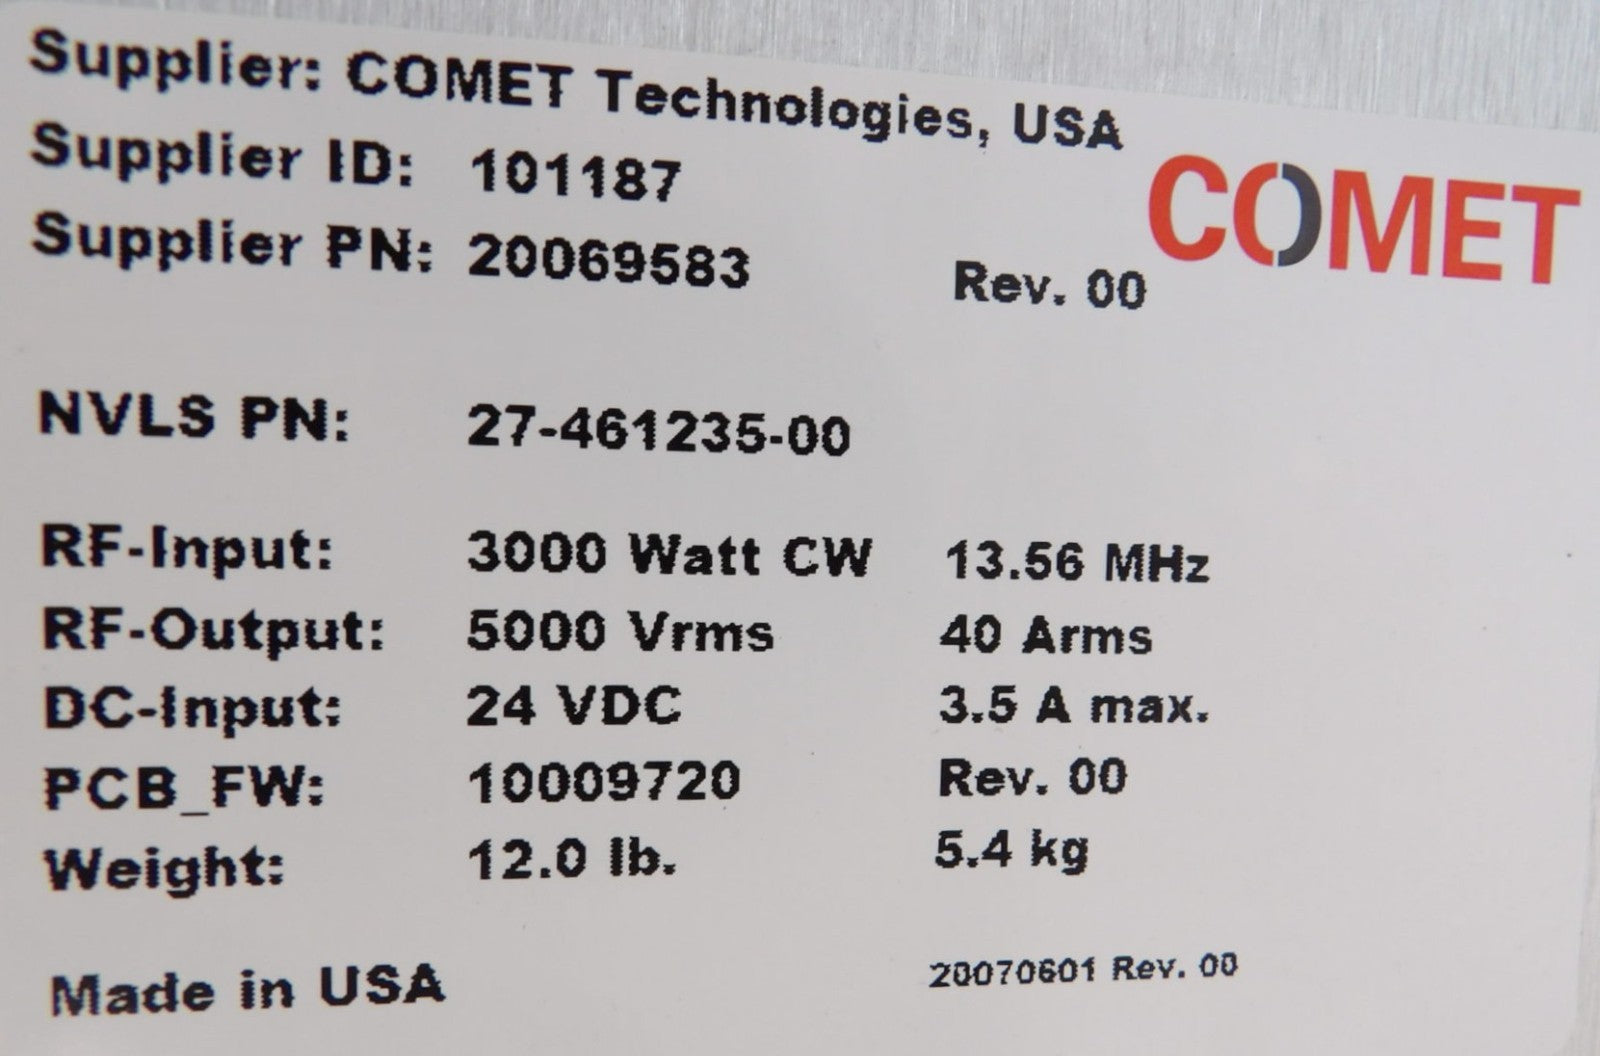 Supplier: COMET Technologies, USA
Supplier ID: 101187
COMET
Supplier PN: 20069583 Rev. 00
NVLS PN: 27-461235-00
RF-Input: 3000 Watt CW 13.56 MHz
RF-Output: 5000 Vrms 40 Arms
DC-Input: 24 VDC 3.5 A max.
PCB_FW: 10009720 Rev. 00
Weight: 12.0 lb. 5.4 kg
Made in USA 20070601 Rev. 00